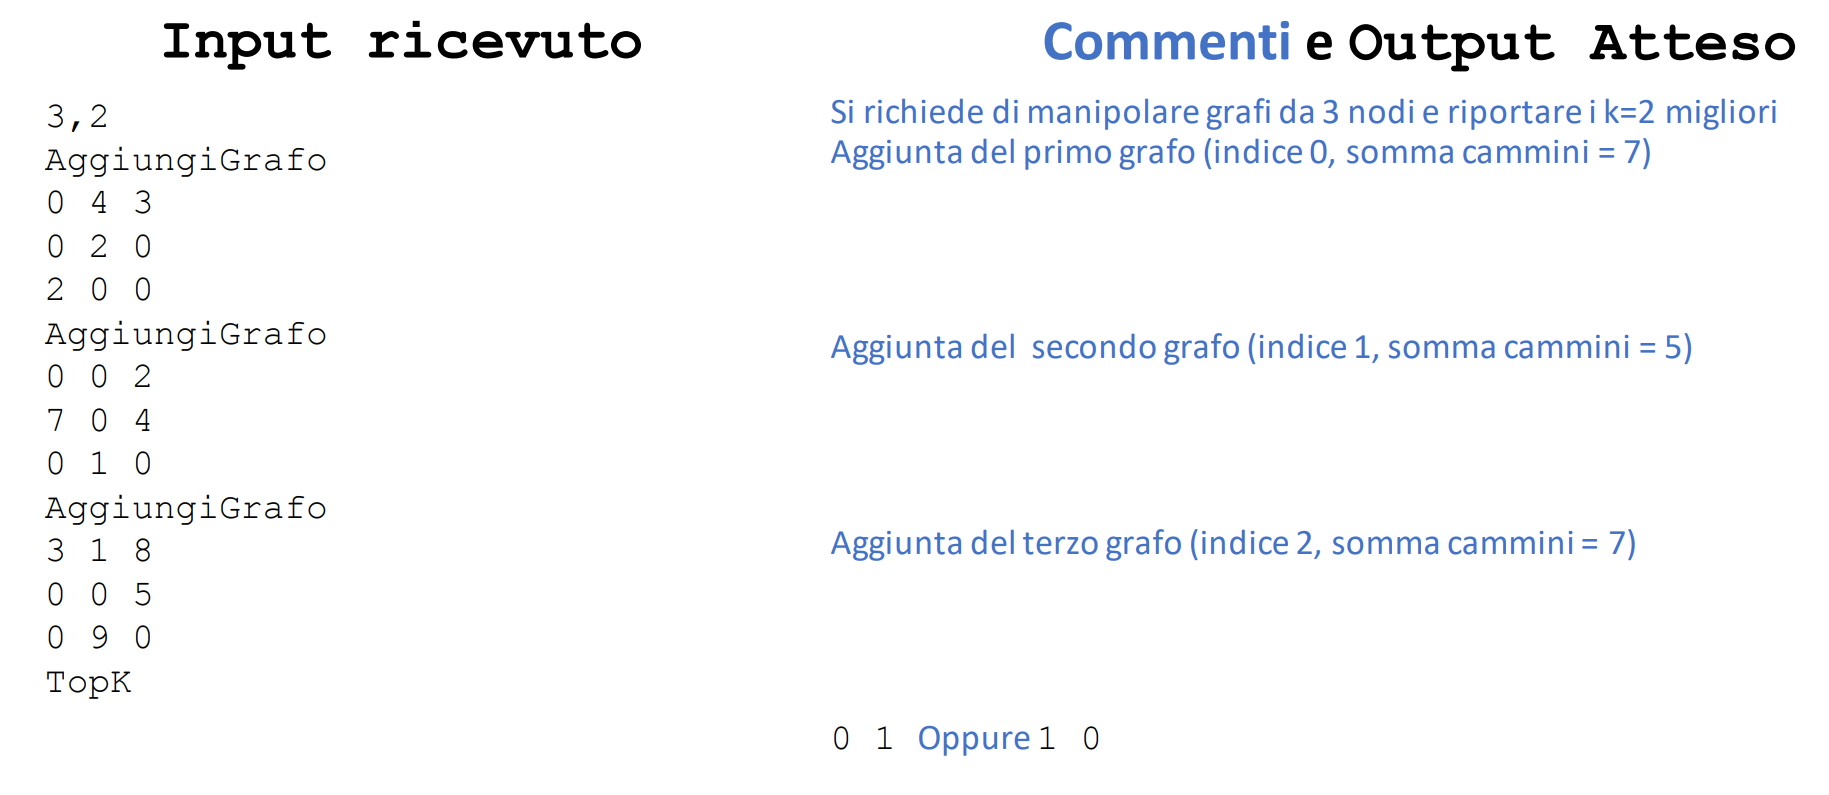 Input ricevuto
Commenti e Output Atteso
3,2
Si richiede di manipolare grafi da 3 nodi e riportare i k=2 migliori
AggiungiGrafo
Aggiunta del primo grafo (indice 0, somma cammini = 7)
0 4 3
0 2 0
2 0 0
AggiungiGrafo
Aggiunta del secondo grafo (indice 1, somma cammini = 5)
0 0 2
7 0 4
0 1 0
AggiungiGrafo
Aggiunta del terzo grafo (indice 2, somma cammini = 7)
3 1 8
0 0 5
0 9 0
TopK
0 1 Oppure 1 0